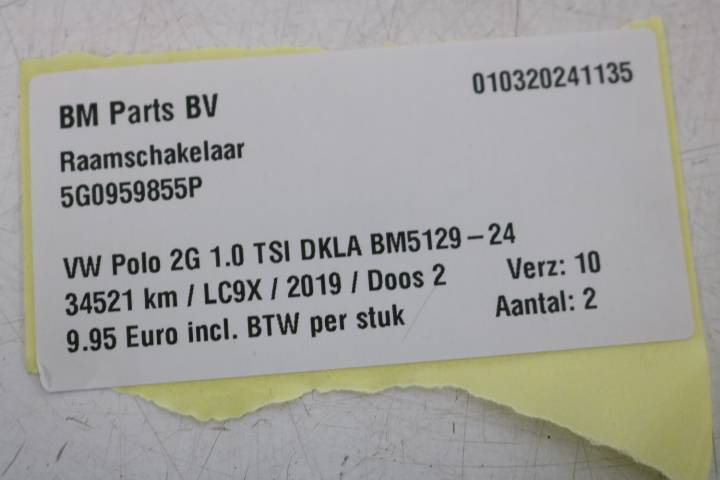 BM Parts BV 010320241135
Raamschakelaar
5G0959855P
VW Polo 2G 1.0 TSI DKLA BM5129-24
34521 km / LC9X / 2019 / Doos 2 Verz: 10
9.95 Euro incl. BTW per stuk Aantal: 2